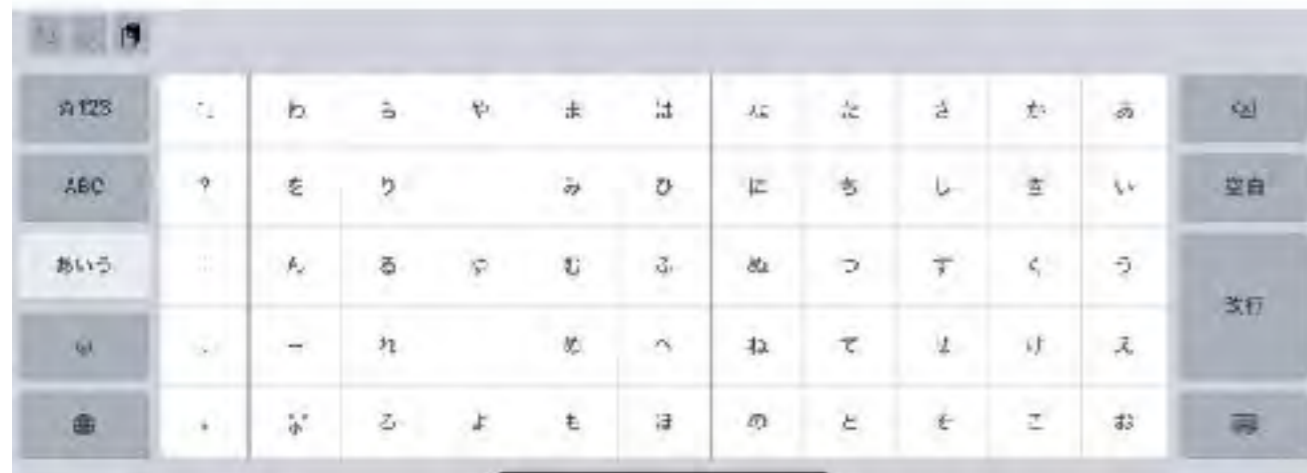 ☆123 わ ら や ま は な た さ か あ
ABC ? を り み ひ に ち し き い 空白
あいう ん る ゆ む ふ ぬ つ す く う 改行
ー れ め へ ね て せ け え
ろ よ も ほ の と そ こ お